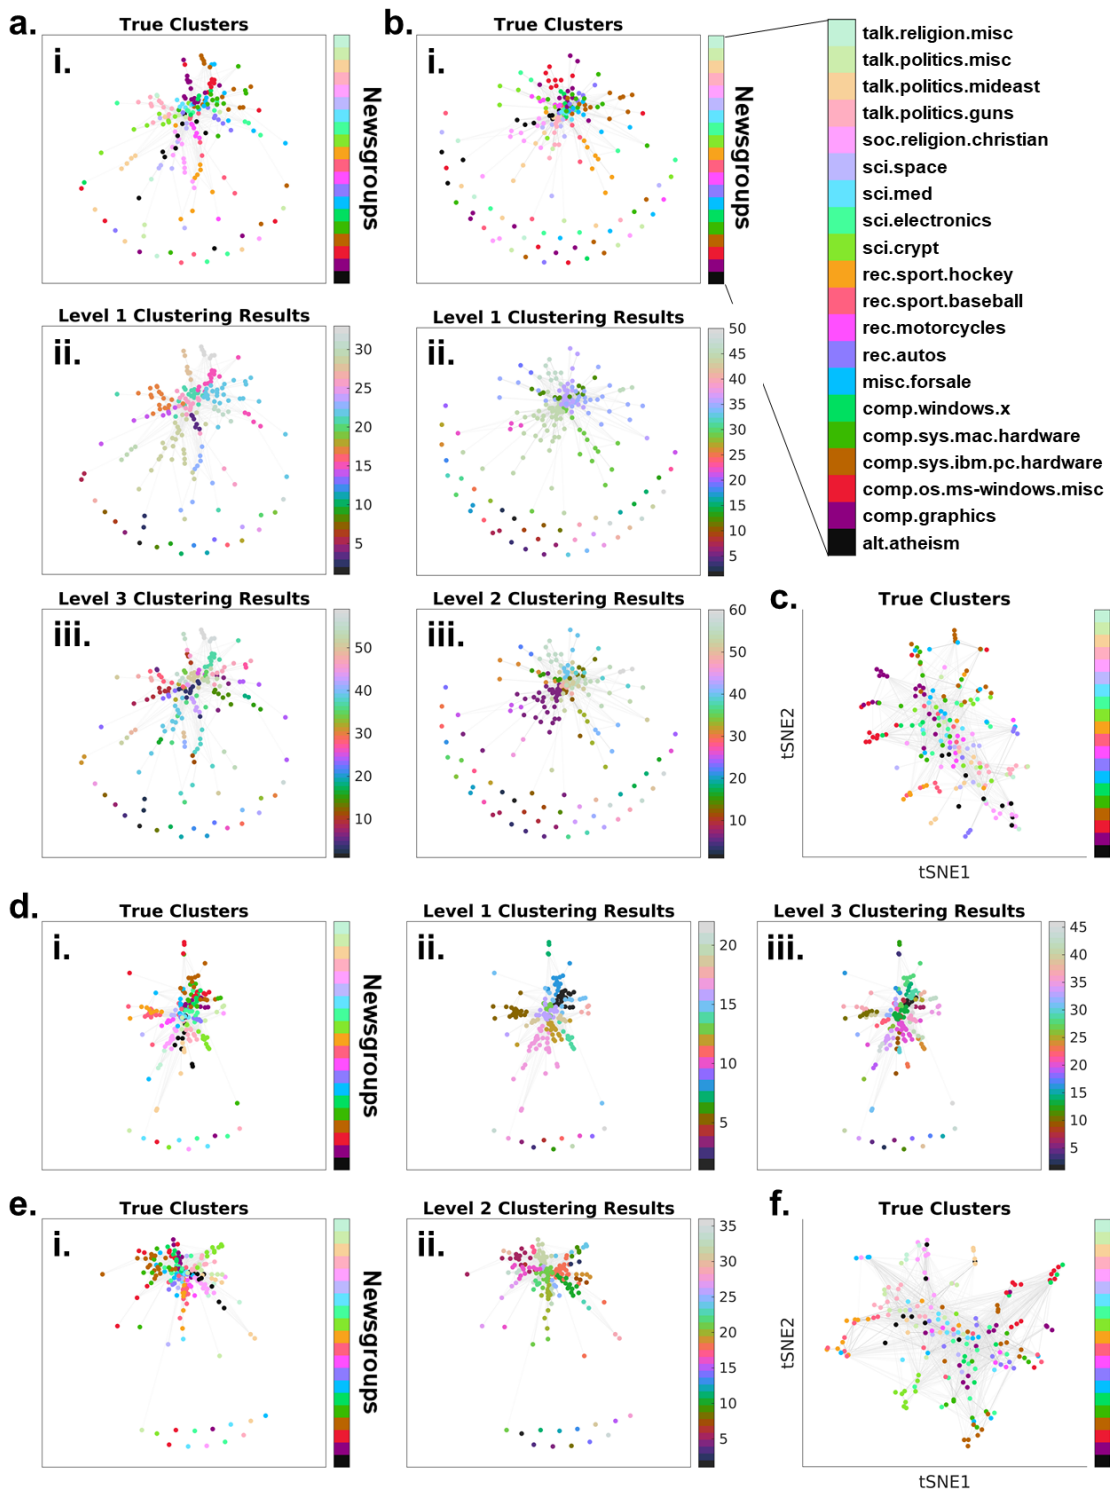 a.
True Clusters
i.
Newsgroups
b.
True Clusters
i.
Newsgroups
talk.religion.misc
talk.politics.misc
talk.politics.mideast
talk.politics.guns
soc.religion.christian
sci.space
sci.med
sci.electronics
sci.crypt
rec.sport.hockey
rec.sport.baseball
rec.motorcycles
rec.autos
misc.forsale
comp.windows.x
comp.sys.mac.hardware
comp.sys.ibm.pc.hardware
comp.os.ms-windows.misc
comp.graphics
alt.atheism
Level 1 Clustering Results
ii.
30
25
20
15
10
5
Level 1 Clustering Results
ii.
50
45
40
35
30
25
20
15
10
5
Level 3 Clustering Results
iii.
50
40
30
20
10
Level 2 Clustering Results
iii.
60
50
40
30
20
10
c.
True Clusters
tSNE2
tSNE1
d.
True Clusters
i.
Newsgroups
Level 1 Clustering Results
ii.
20
15
10
5
Level 3 Clustering Results
iii.
45
40
35
30
25
20
15
10
5
e.
True Clusters
i.
Newsgroups
Level 2 Clustering Results
ii.
35
30
25
20
15
10
5
f.
True Clusters
tSNE2
tSNE1